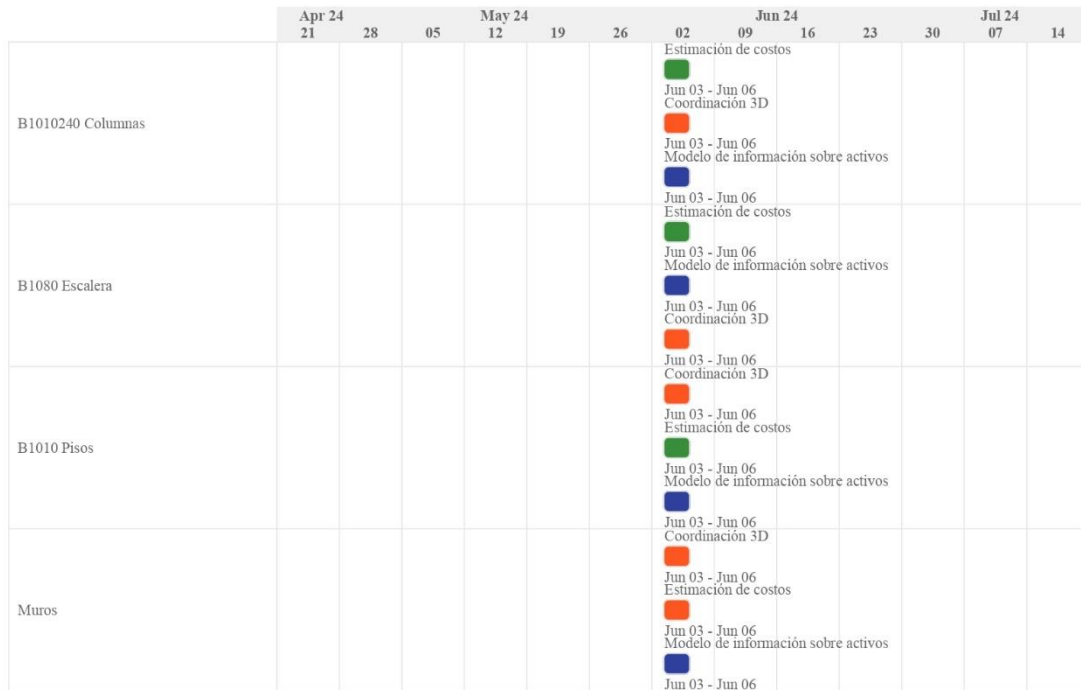 Apr 24 May 24 Jun 24 Jul 24
21 28 05 12 19 26 02 09 16 23 30 07 14
B1010240 Columnas
Estimación de costos
Jun 03 - Jun 06
Coordinación 3D
Jun 03 - Jun 06
Modelo de información sobre activos
Jun 03 - Jun 06
B1080 Escalera
Estimación de costos
Jun 03 - Jun 06
Modelo de información sobre activos
Jun 03 - Jun 06
Coordinación 3D
Jun 03 - Jun 06
B1010 Pisos
Coordinación 3D
Jun 03 - Jun 06
Estimación de costos
Jun 03 - Jun 06
Modelo de información sobre activos
Jun 03 - Jun 06
Muros
Coordinación 3D
Jun 03 - Jun 06
Estimación de costos
Jun 03 - Jun 06
Modelo de información sobre activos
Jun 03 - Jun 06